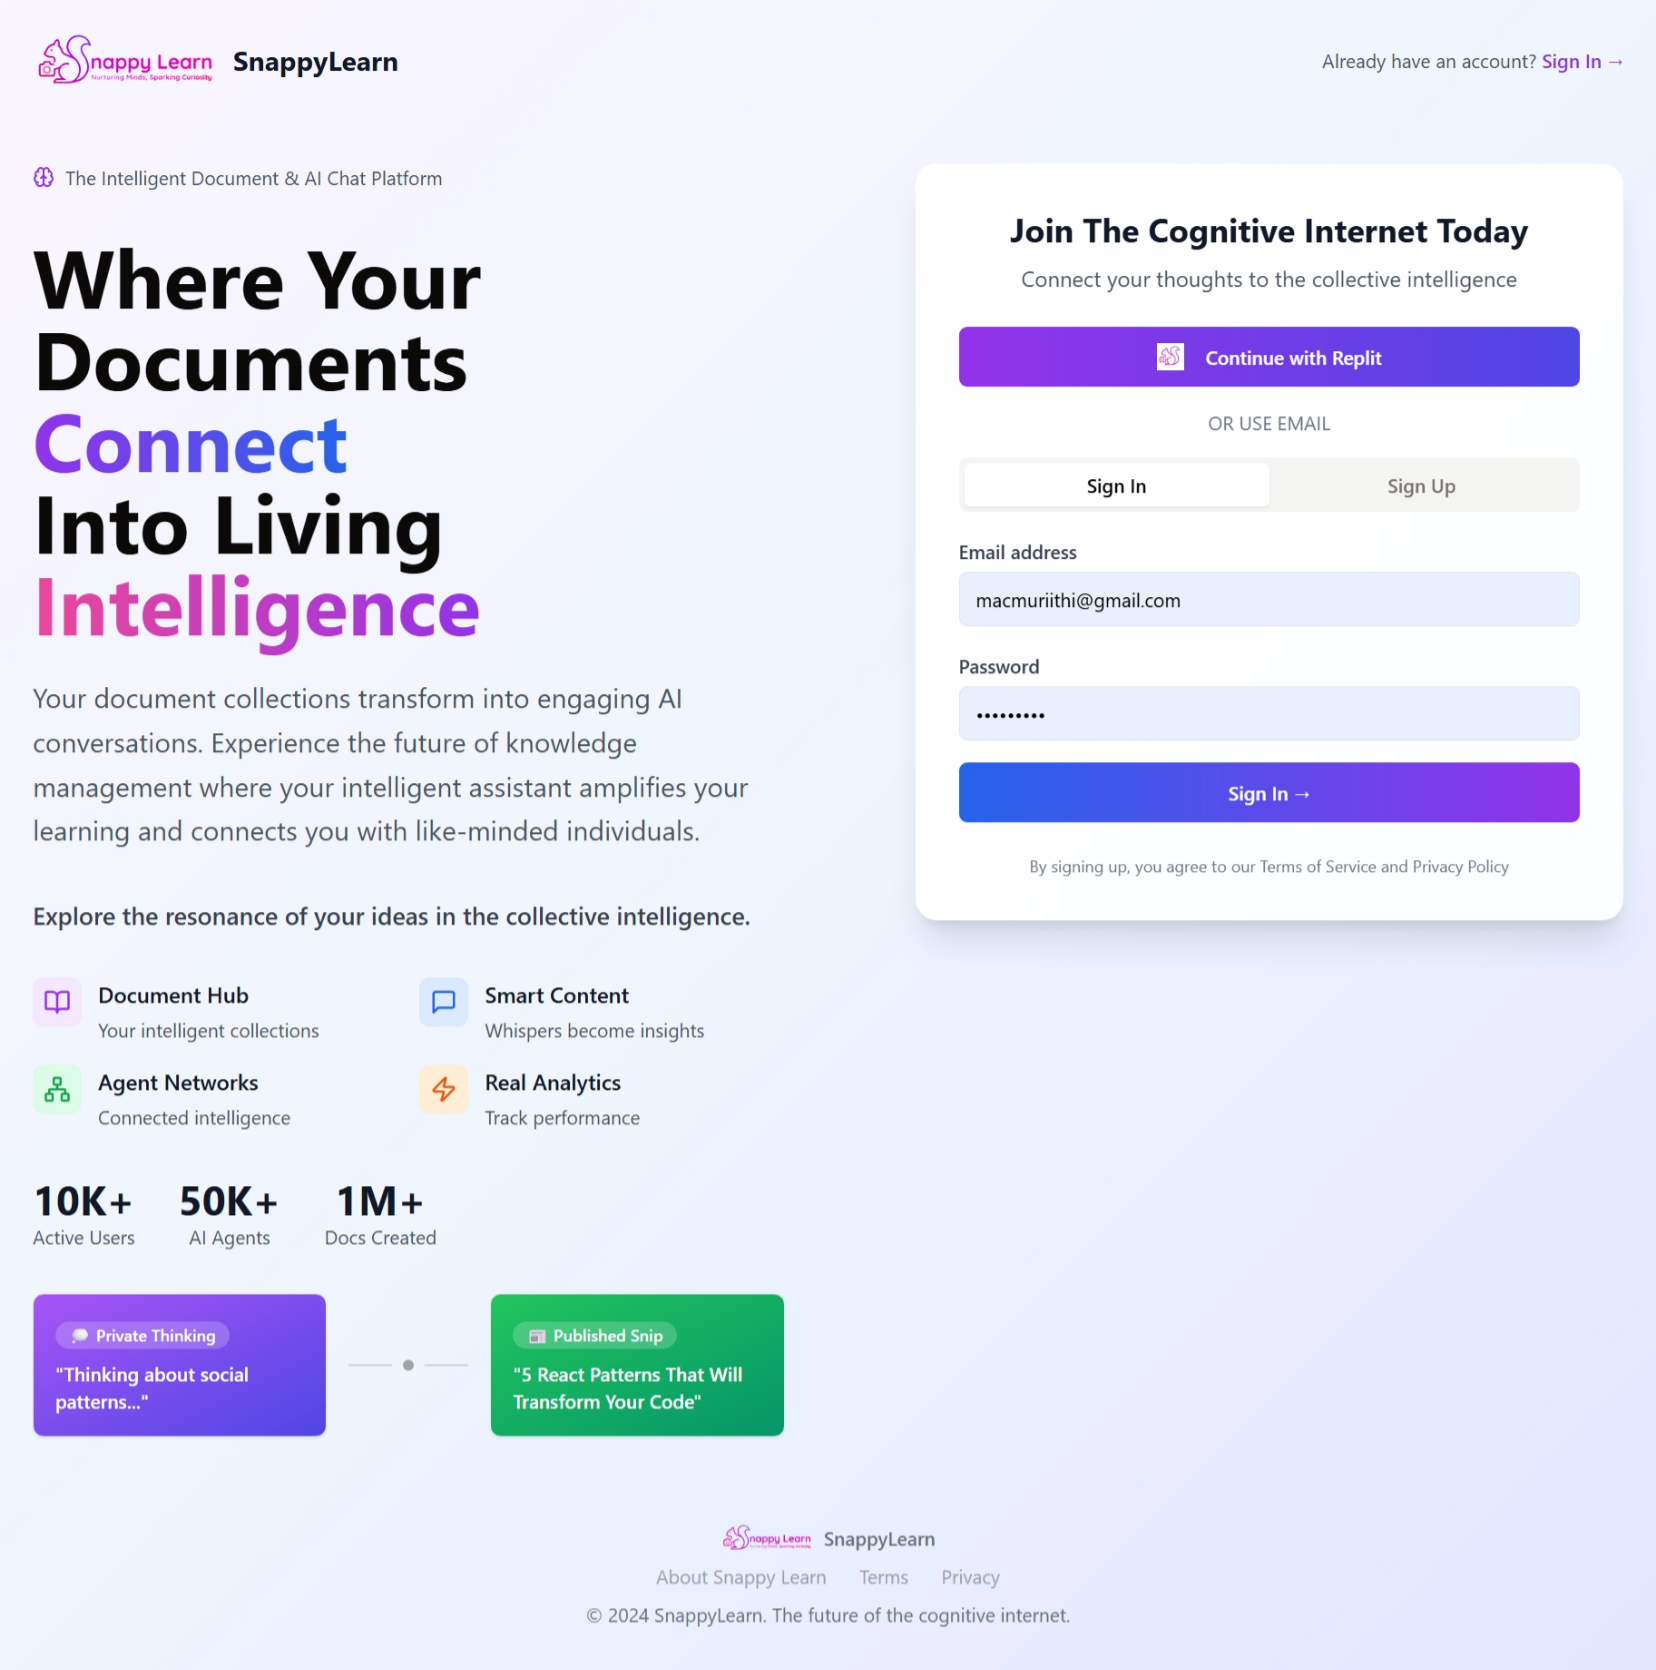 nappy Learn
Nurturing Minds, Sparking Curiosity
SnappyLearn
Already have an account? Sign In →
The Intelligent Document & AI Chat Platform
Where Your
Documents
Connect
Into Living
Intelligence
Your document collections transform into engaging AI
conversations. Experience the future of knowledge
management where your intelligent assistant amplifies your
learning and connects you with like-minded individuals.
Explore the resonance of your ideas in the collective intelligence.
Document Hub
Your intelligent collections
Smart Content
Whispers become insights
Agent Networks
Connected intelligence
Real Analytics
Track performance
10K+
Active Users
50K+
AI Agents
1M+
Docs Created
Private Thinking
"Thinking about social
patterns..."
Published Snip
"5 React Patterns That Will
Transform Your Code"
Join The Cognitive Internet Today
Connect your thoughts to the collective intelligence
Continue with Replit
OR USE EMAIL
Sign In
Sign Up
Email address
macmuriithi@gmail.com
Password
•••••••••
Sign In →
By signing up, you agree to our Terms of Service and Privacy Policy
nappy Learn
SnappyLearn
About Snappy Learn Terms Privacy
© 2024 SnappyLearn. The future of the cognitive internet.